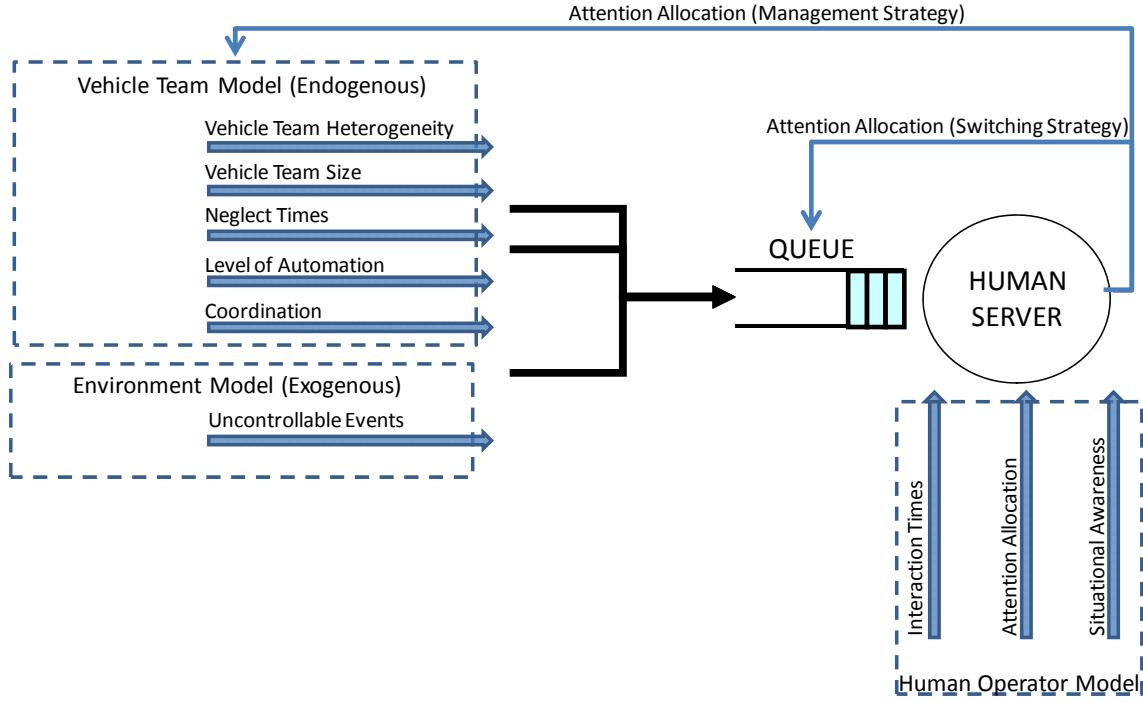 Attention Allocation (Management Strategy)
Vehicle Team Model (Endogenous)
Vehicle Team Heterogeneity
Vehicle Team Size
Neglect Times
Level of Automation
Coordination
Environment Model (Exogenous)
Uncontrollable Events
Attention Allocation (Switching Strategy)
QUEUE
HUMAN
SERVER
Interaction Times
Attention Allocation
Situational Awareness
Human Operator Model